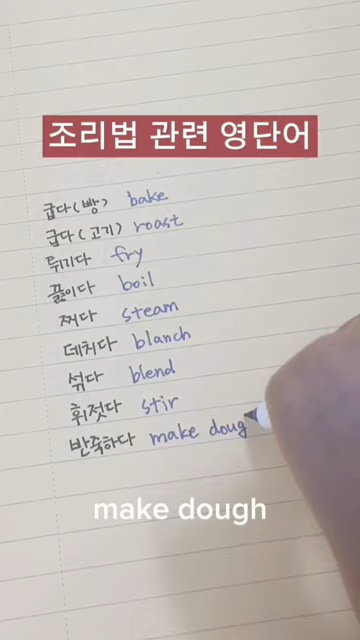 조리법 관련 영단어
굽다(빵) bake
굽다(고기) roast
튀기다 fry
끓이다 boil
찌다 steam
데치다 blanch
섞다 blend
휘젓다 stir
반죽하다 make doug
make dough